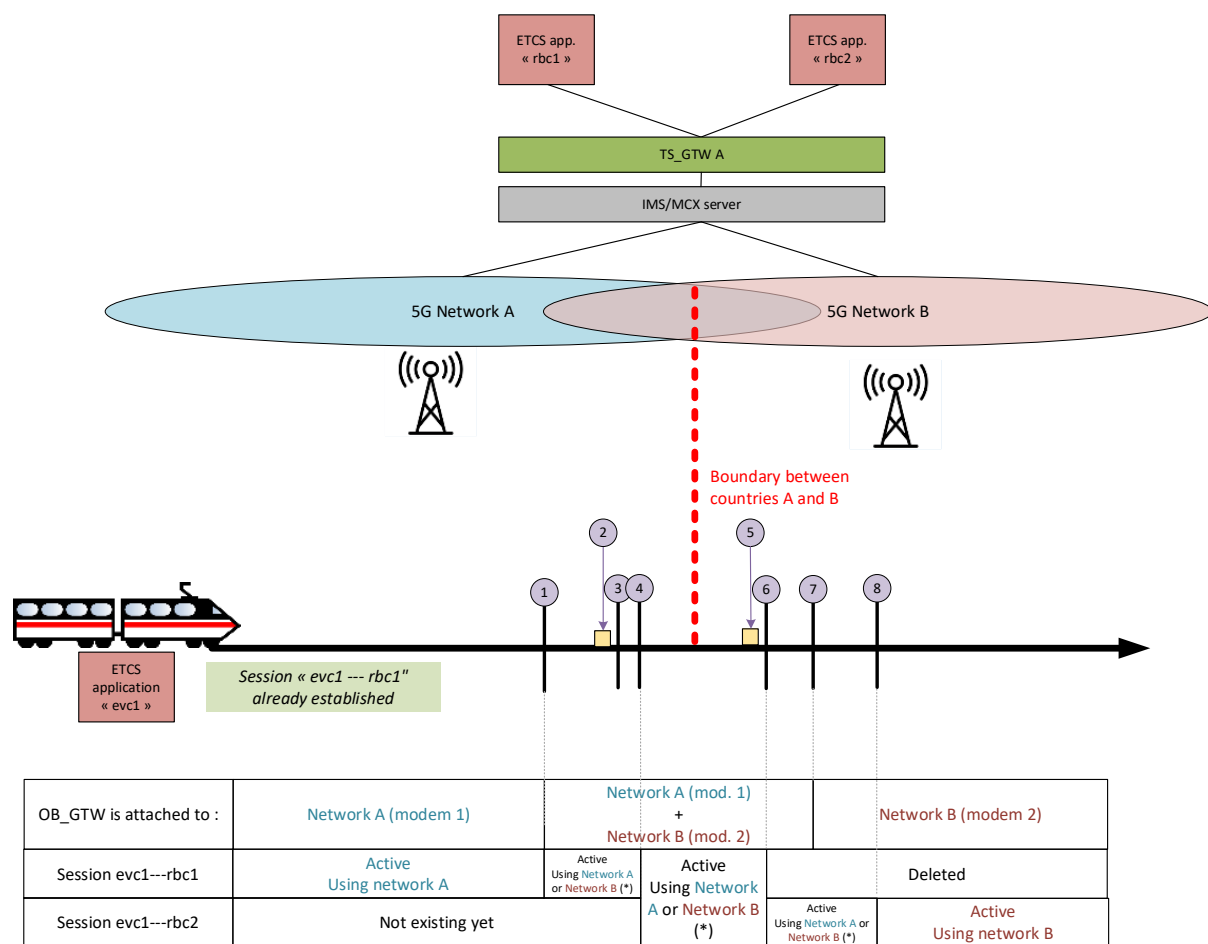 ETCS app.
« rbc1 »
ETCS app.
« rbc2 »
TS_GTW A
IMS/MCX server
5G Network A
5G Network B
Boundary between
countries A and B
2
5
1
3
4
6
7
8
ETCS
application
« evc1 »
Session « evc1 --- rbc1"
already established
OB_GTW is attached to :
Network A (modem 1)
Network A (mod. 1)
+
Network B (mod. 2)
Network B (modem 2)
Session evc1---rbc1
Active
Using network A
Active
Using Network A
or Network B (*)
Active
Using Network
A or Network B
(*)
Deleted
Session evc1---rbc2
Not existing yet
Active
Using Network A or
Network B (*)
Active
Using network B